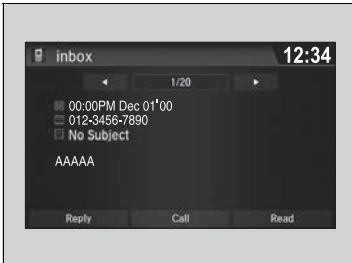 inbox 12:34
1/20
00:00PM Dec 01'00
012-3456-7890
No Subject
AAAAA
Reply Call Read